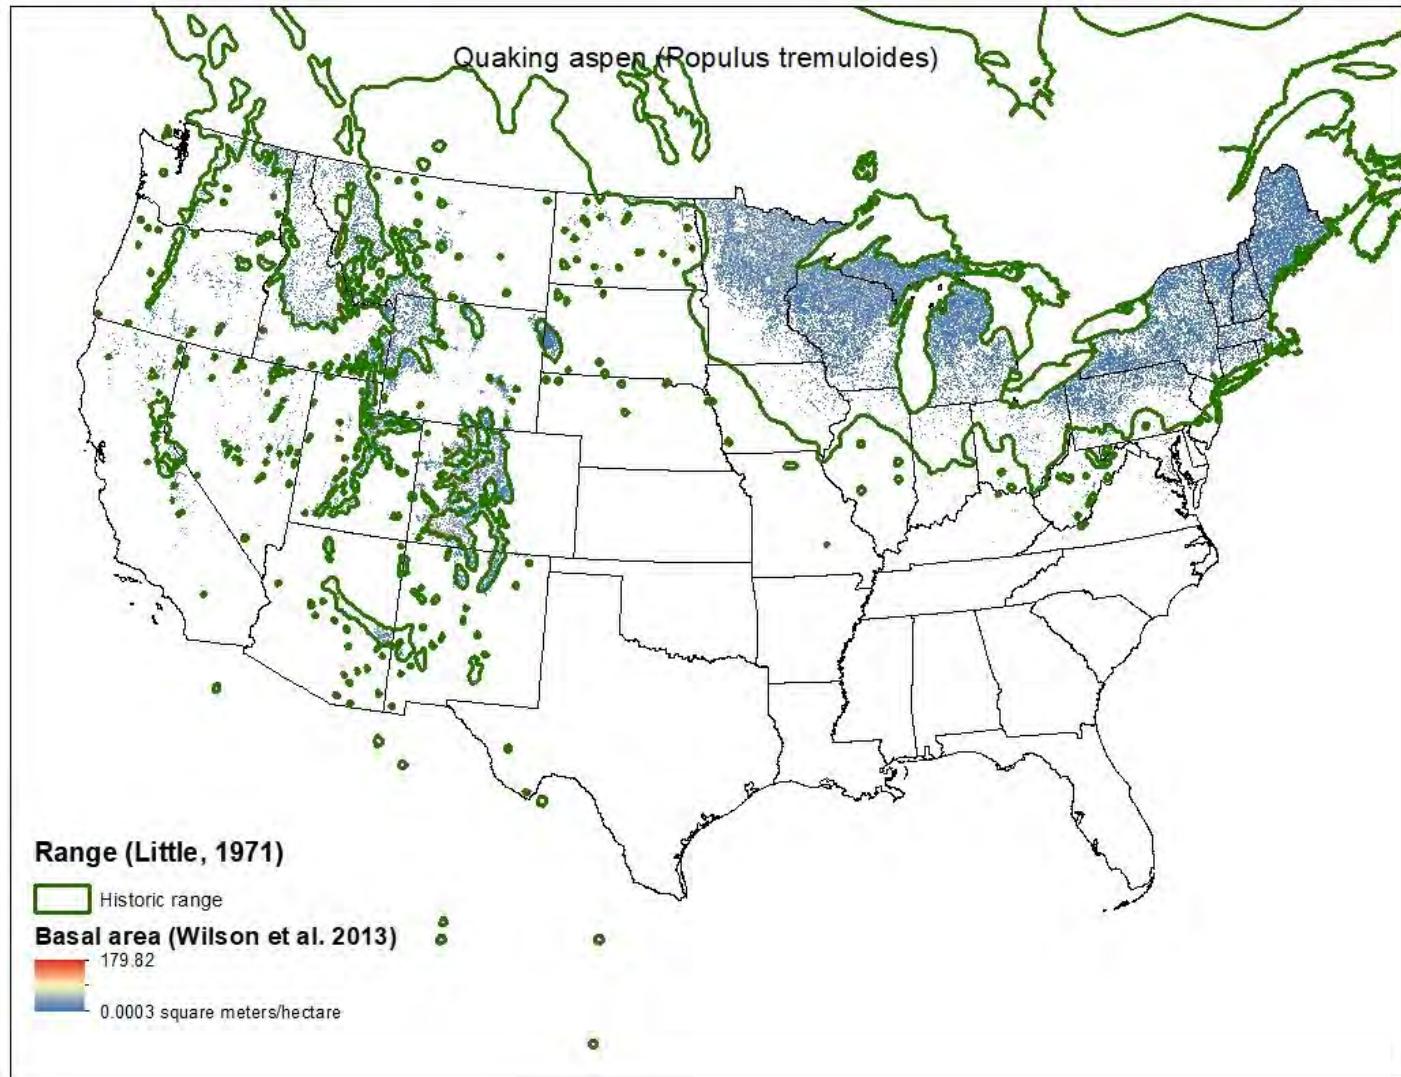 Quaking aspen (Populus tremuloides)
Range (Little, 1971)
Historic range
Basal area (Wilson et al. 2013)
179.82
0.0003 square meters/hectare